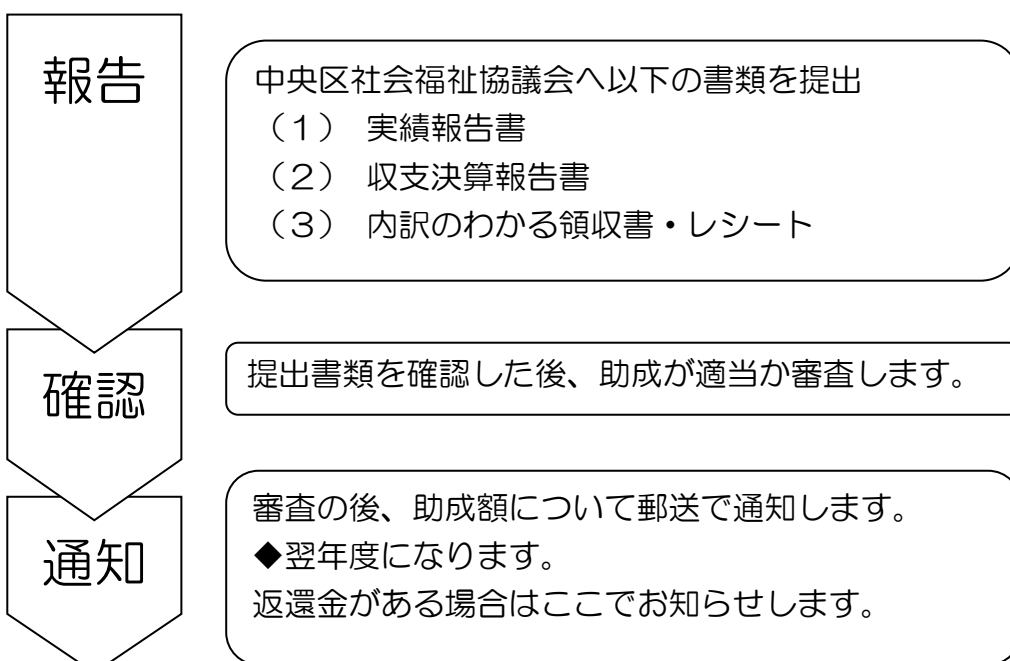 報告
中央区社会福祉協議会へ以下の書類を提出
（１） 実績報告書
（２） 収支決算報告書
（３） 内訳のわかる領収書・レシート
確認
提出書類を確認した後、助成が適当か審査します。
通知
審査の後、助成額について郵送で通知します。
◆翌年度になります。
返還金がある場合はここでお知らせします。